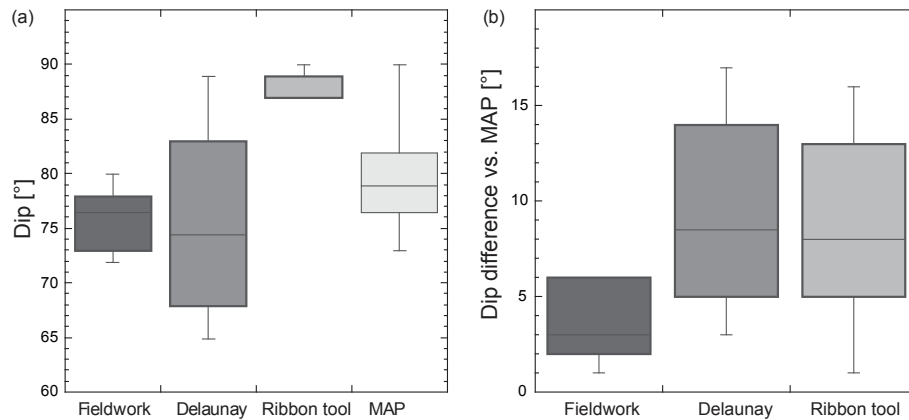 (a)
Dip [°]
90
85
80
75
70
65
60
Fieldwork Delaunay Ribbon tool MAP
(b)
Dip difference vs. MAP [°]
15
10
5
0
Fieldwork Delaunay Ribbon tool